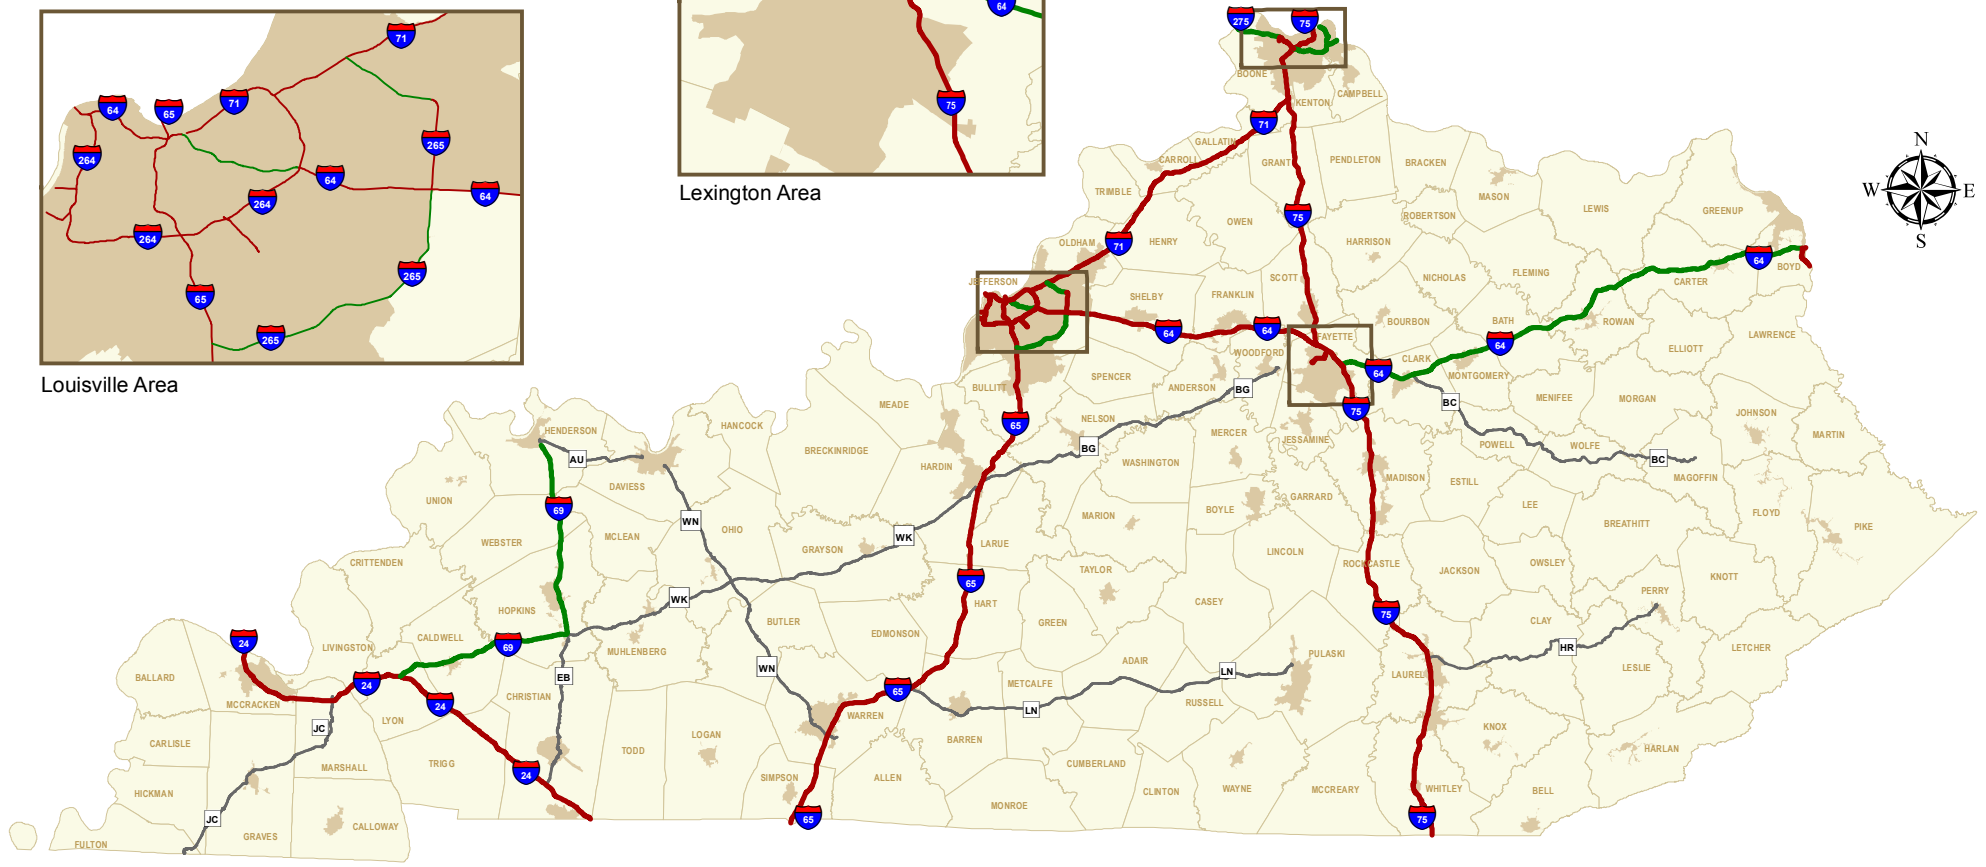 64
275
75
71
64
65
71
265
264
64
64
264
264
265
65
265
Louisville Area
75
Lexington Area
N
W E
S
BOONE
KENTON
CAMPBELL
71
GALLATIN
CARROLL
GRANT
PENDLETON
BRACKEN
TRIMBLE
MASON
LEWIS
GREENUP
ROBERTSON
75
OWEN
OLDHAM
71
HENRY
HARRISON
64
BOYD
FLEMING
NICHOLAS
SCOTT
CARTER
JEFFERSON
SHELBY
FRANKLIN
BOURBON
BATH
ROWAN
64
64
LAWRENCE
FAYETTE
64
ELLIOTT
WOODFORD
CLARK
64
MONTGOMERY
SPENCER
ANDERSON
BG
BULLITT
MENIFEE
MORGAN
BC
75
MEADE
65
NELSON
JOHNSON
HANCOCK
HENDERSON
MERCER
JESSAMINE
MARTIN
BRECKINRIDGE
BG
POWELL
WOLFE
AU
HARDIN
WASHINGTON
BC
MAGOFFIN
DAVIESS
MADISON
ESTILL
UNION
69
GARRARD
LEE
BOYLE
FLOYD
MARION
WN
BREATHITT
PIKE
OHIO
MCLEAN
WK
WEBSTER
GRAYSON
LARUE
LINCOLN
CRITTENDEN
ROCKCASTLE
OWSLEY
TAYLOR
JACKSON
KNOTT
65
PERRY
WK
HART
CASEY
HOPKINS
75
BUTLER
GREEN
CLAY
EDMONSON
24
CALDWELL
69
LIVINGSTON
HR
LETCHER
MUHLENBERG
PULASKI
ADAIR
WN
LESLIE
BALLARD
EB
LN
LAUREL
24
65
METCALFE
CHRISTIAN
MCCRACKEN
24
RUSSELL
LN
LYON
WARREN
JC
KNOX
LOGAN
BARREN
CARLISLE
TODD
HARLAN
TRIGG
CUMBERLAND
MARSHALL
24
SIMPSON
ALLEN
WAYNE
MCCREARY
WHITLEY
BELL
CLINTON
HICKMAN
MONROE
JC
65
75
CALLOWAY
GRAVES
FULTON